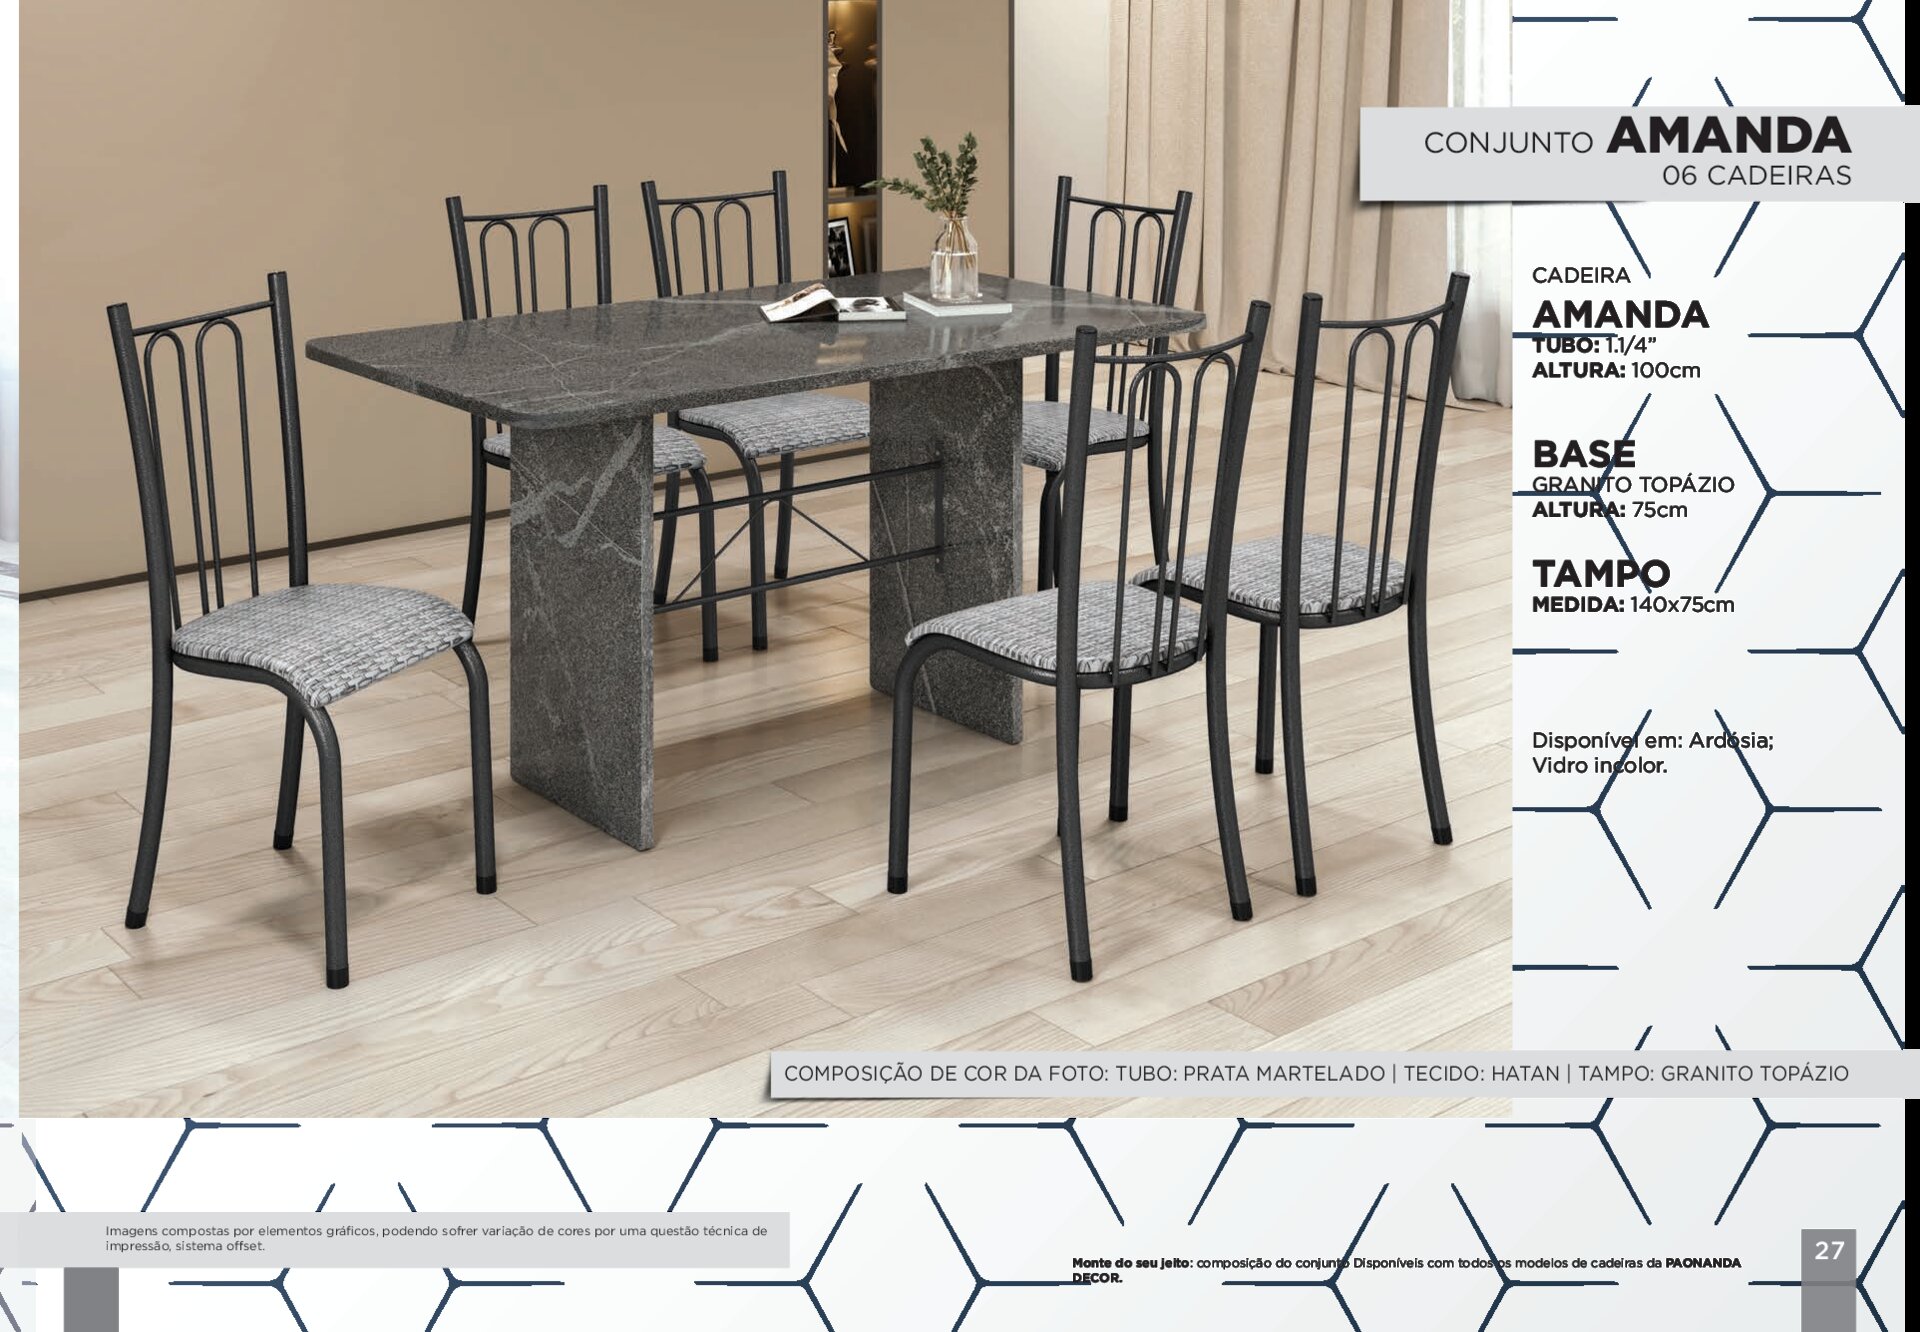 CONJUNTO AMANDA
06 CADEIRAS
CADEIRA
AMANDA
TUBO: 1.1/4”
ALTURA: 100cm
BASE
GRANITO TOPÁZIO
ALTURA: 75cm
TAMPO
MEDIDA: 140x75cm
Disponível em: Ardósia;
Vidro incolor.
COMPOSIÇÃO DE COR DA FOTO: TUBO: PRATA MARTELADO | TECIDO: HATAN | TAMPO: GRANITO TOPÁZIO
Imagens compostas por elementos gráficos, podendo sofrer variação de cores por uma questão técnica de
impressão, sistema offset.
Monte do seu jeito: composição do conjunto Disponíveis com todos os modelos de cadeiras da PAONANDA
DECOR.
27